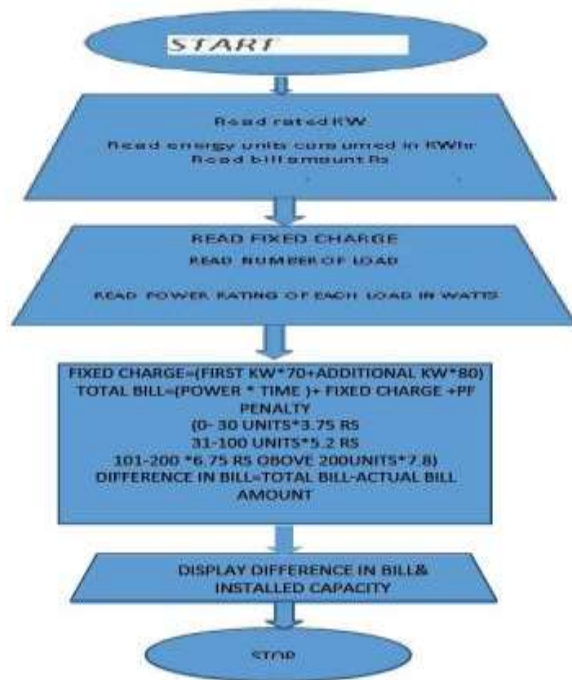 START
Read rated KW
Read energy units consumed in KWhr
Read bill amount Rs
READ FIXED CHARGE
READ NUMBER OF LOAD
READ POWER RATING OF EACH LOAD IN WATTS
FIXED CHARGE=(FIRST KW*70+ADDITIONAL KW*80)
TOTAL BILL=(POWER * TIME )+ FIXED CHARGE +PF
PENALTY
(0- 30 UNITS*3.75 RS
31-100 UNITS*5.2 RS
101-200 *6.75 RS OBOVE 200UNITS*7.8)
DIFFERENCE IN BILL=TOTAL BILL-ACTUAL BILL
AMOUNT
DISPLAY DIFFERENCE IN BILL&
INSTALLED CAPACITY
STOP